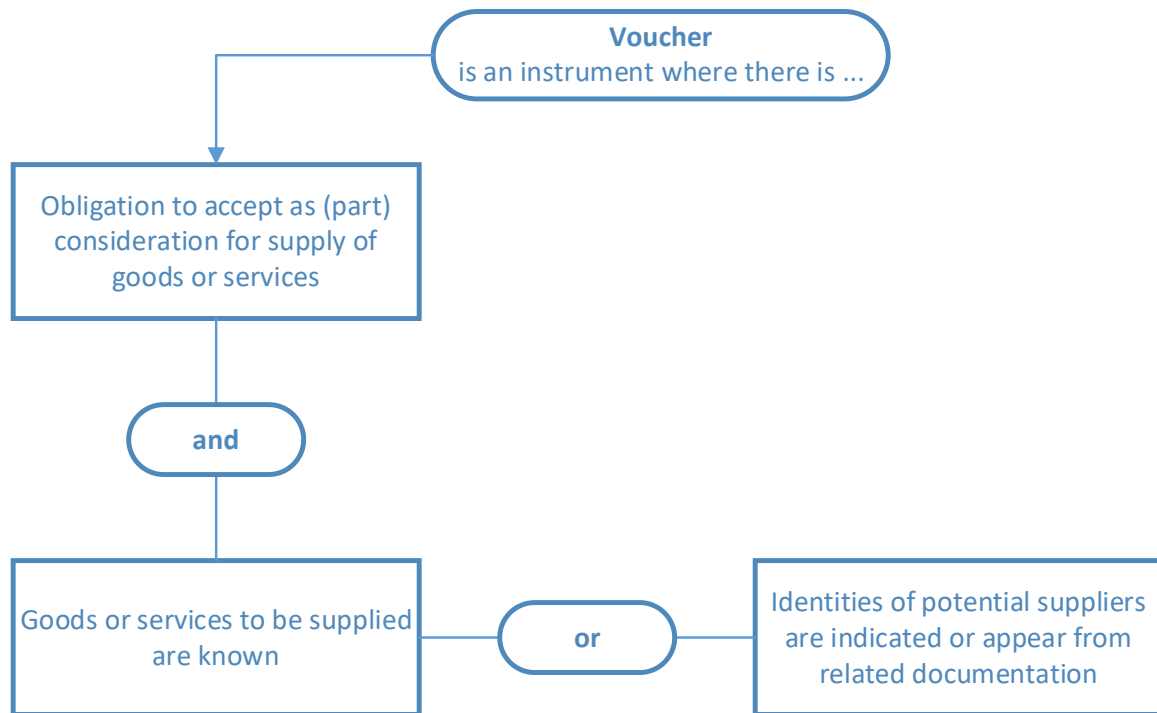 Voucher
is an instrument where there is ...
Obligation to accept as (part)
consideration for supply of
goods or services
and
Goods or services to be supplied
are known
or
Identities of potential suppliers
are indicated or appear from
related documentation